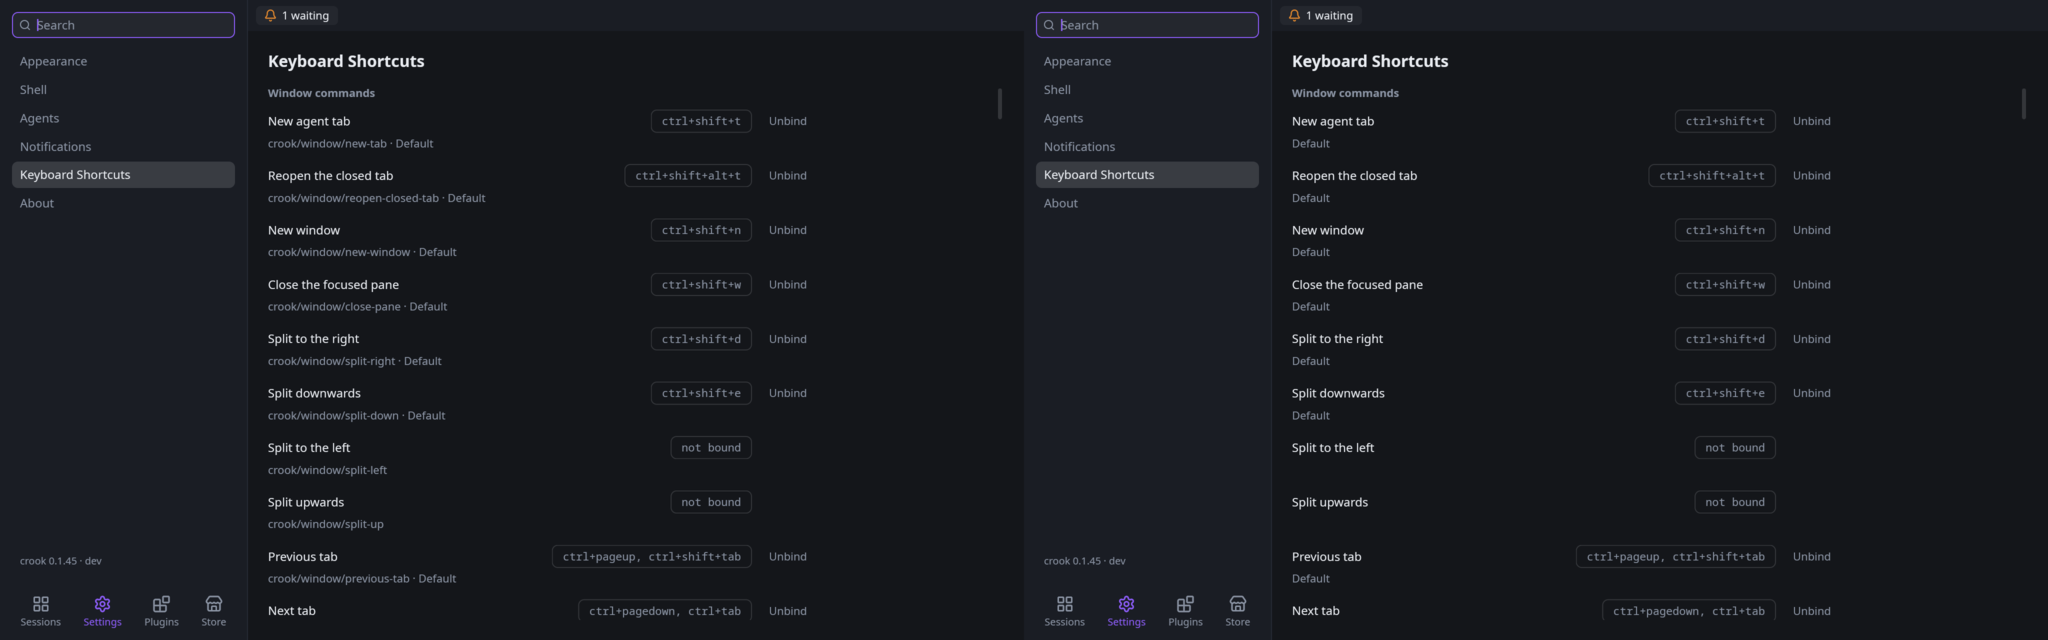 Search
Appearance
Shell
Agents
Notifications
Keyboard Shortcuts
About
crook 0.1.45 · dev
Sessions
Settings
Plugins
Store
1 waiting
Keyboard Shortcuts
Window commands
New agent tab
ctrl+shift+t
Unbind
crook/window/new-tab · Default
Reopen the closed tab
ctrl+shift+alt+t
Unbind
crook/window/reopen-closed-tab · Default
New window
ctrl+shift+n
Unbind
crook/window/new-window · Default
Close the focused pane
ctrl+shift+w
Unbind
crook/window/close-pane · Default
Split to the right
ctrl+shift+d
Unbind
crook/window/split-right · Default
Split downwards
ctrl+shift+e
Unbind
crook/window/split-down · Default
Split to the left
not bound
crook/window/split-left
Split upwards
not bound
crook/window/split-up
Previous tab
ctrl+pageup, ctrl+shift+tab
Unbind
crook/window/previous-tab · Default
Next tab
ctrl+pagedown, ctrl+tab
Unbind
Search
Appearance
Shell
Agents
Notifications
Keyboard Shortcuts
About
crook 0.1.45 · dev
Sessions
Settings
Plugins
Store
1 waiting
Keyboard Shortcuts
Window commands
New agent tab
ctrl+shift+t
Unbind
Default
Reopen the closed tab
ctrl+shift+alt+t
Unbind
Default
New window
ctrl+shift+n
Unbind
Default
Close the focused pane
ctrl+shift+w
Unbind
Default
Split to the right
ctrl+shift+d
Unbind
Default
Split downwards
ctrl+shift+e
Unbind
Default
Split to the left
not bound
Split upwards
not bound
Previous tab
ctrl+pageup, ctrl+shift+tab
Unbind
Default
Next tab
ctrl+pagedown, ctrl+tab
Unbind